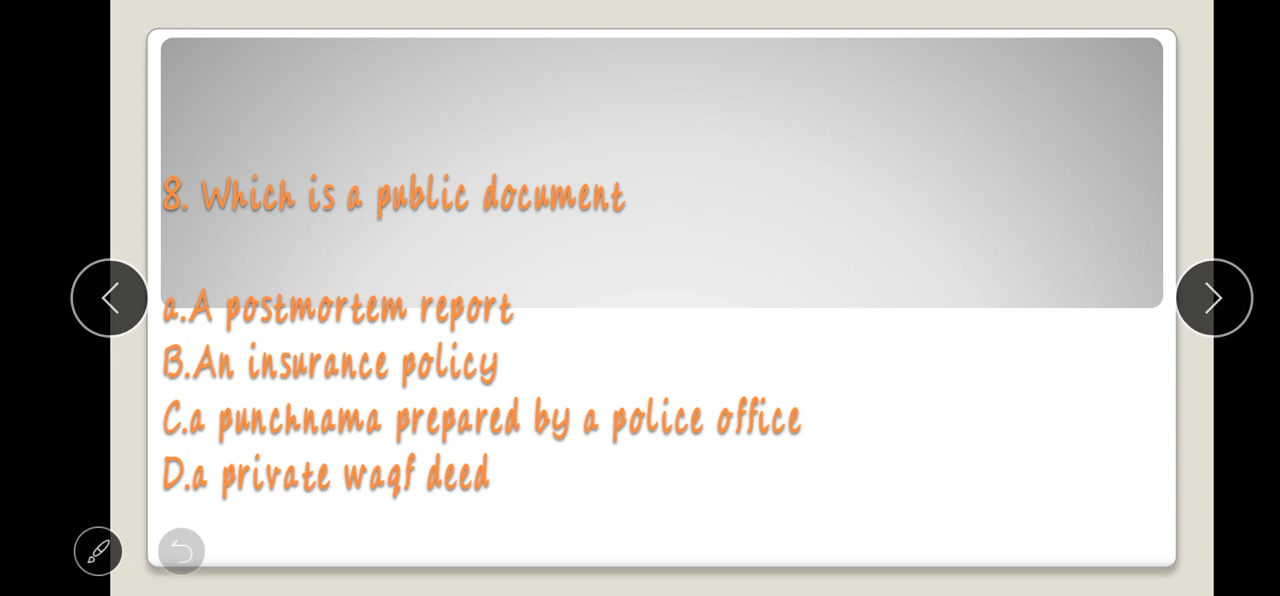 8. Which is a public document
a.A postmortem report
B.An insurance policy
C.a punchnama prepared by a police office
D.a private waqf deed